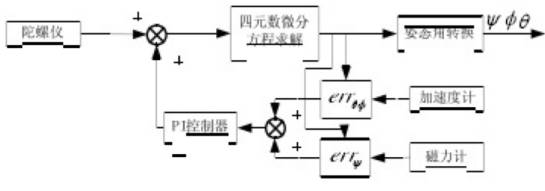 陀螺仪
+
+
四元数微分
方程求解
姿态角转换
ψ ϕ θ
PI控制器
+
+
err_θϕ
加速度计
err_ψ
磁力计